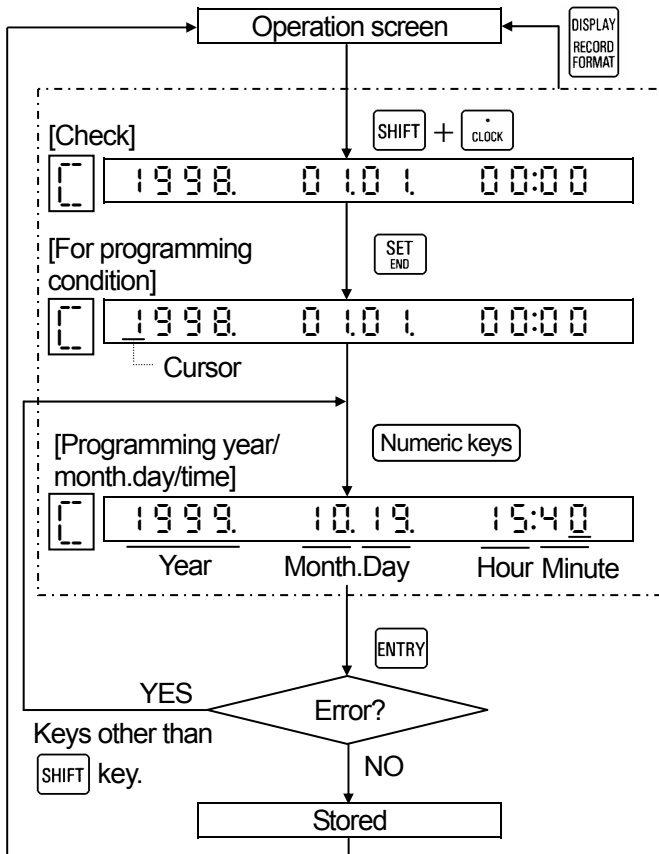 Operation screen
DISPLAY
RECORD
FORMAT
SHIFT + . CLOCK
[Check]
C 1998. 01.01. 00:00
[For programming
condition]
SET
END
C 1998. 01.01. 00:00
Cursor
Numeric keys
[Programming year/
month.day/time]
C 1999. 10.19. 15:40
Year Month.Day Hour Minute
ENTRY
YES Error?
Keys other than
SHIFT key.
NO
Stored